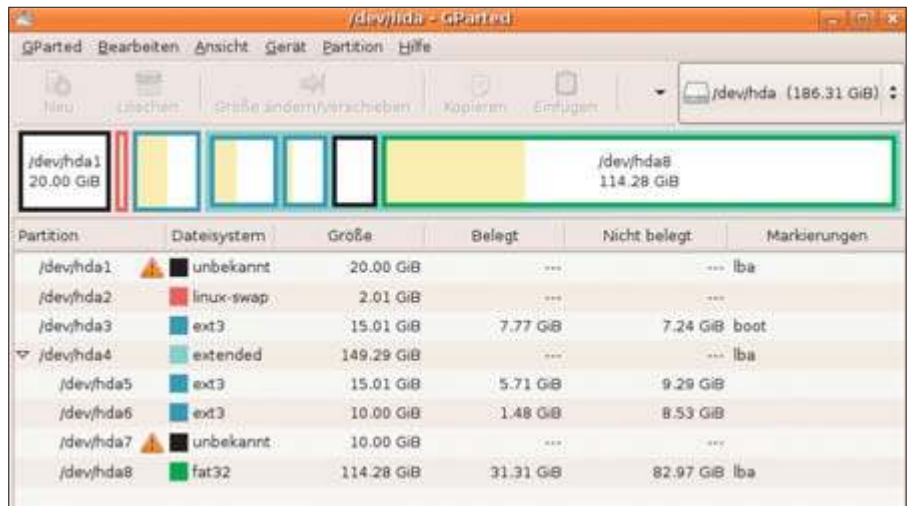 /dev/hda - GParted
GParted Bearbeiten Ansicht Gerät Partition Hilfe
Neu Löschen Größe ändern/verschieben Kopieren Einfügen /dev/hda (186.31 GiB)
/dev/hda1
20.00 GiB
/dev/hda8
114.28 GiB
Partition Dateisystem Größe Belegt Nicht belegt Markierungen
/dev/hda1 unbekannt 20.00 GiB --- --- lba
/dev/hda2 linux-swap 2.01 GiB --- ---
/dev/hda3 ext3 15.01 GiB 7.77 GiB 7.24 GiB boot
/dev/hda4 extended 149.29 GiB --- --- lba
/dev/hda5 ext3 15.01 GiB 5.71 GiB 9.29 GiB
/dev/hda6 ext3 10.00 GiB 1.48 GiB 8.53 GiB
/dev/hda7 unbekannt 10.00 GiB --- ---
/dev/hda8 fat32 114.28 GiB 31.31 GiB 82.97 GiB lba